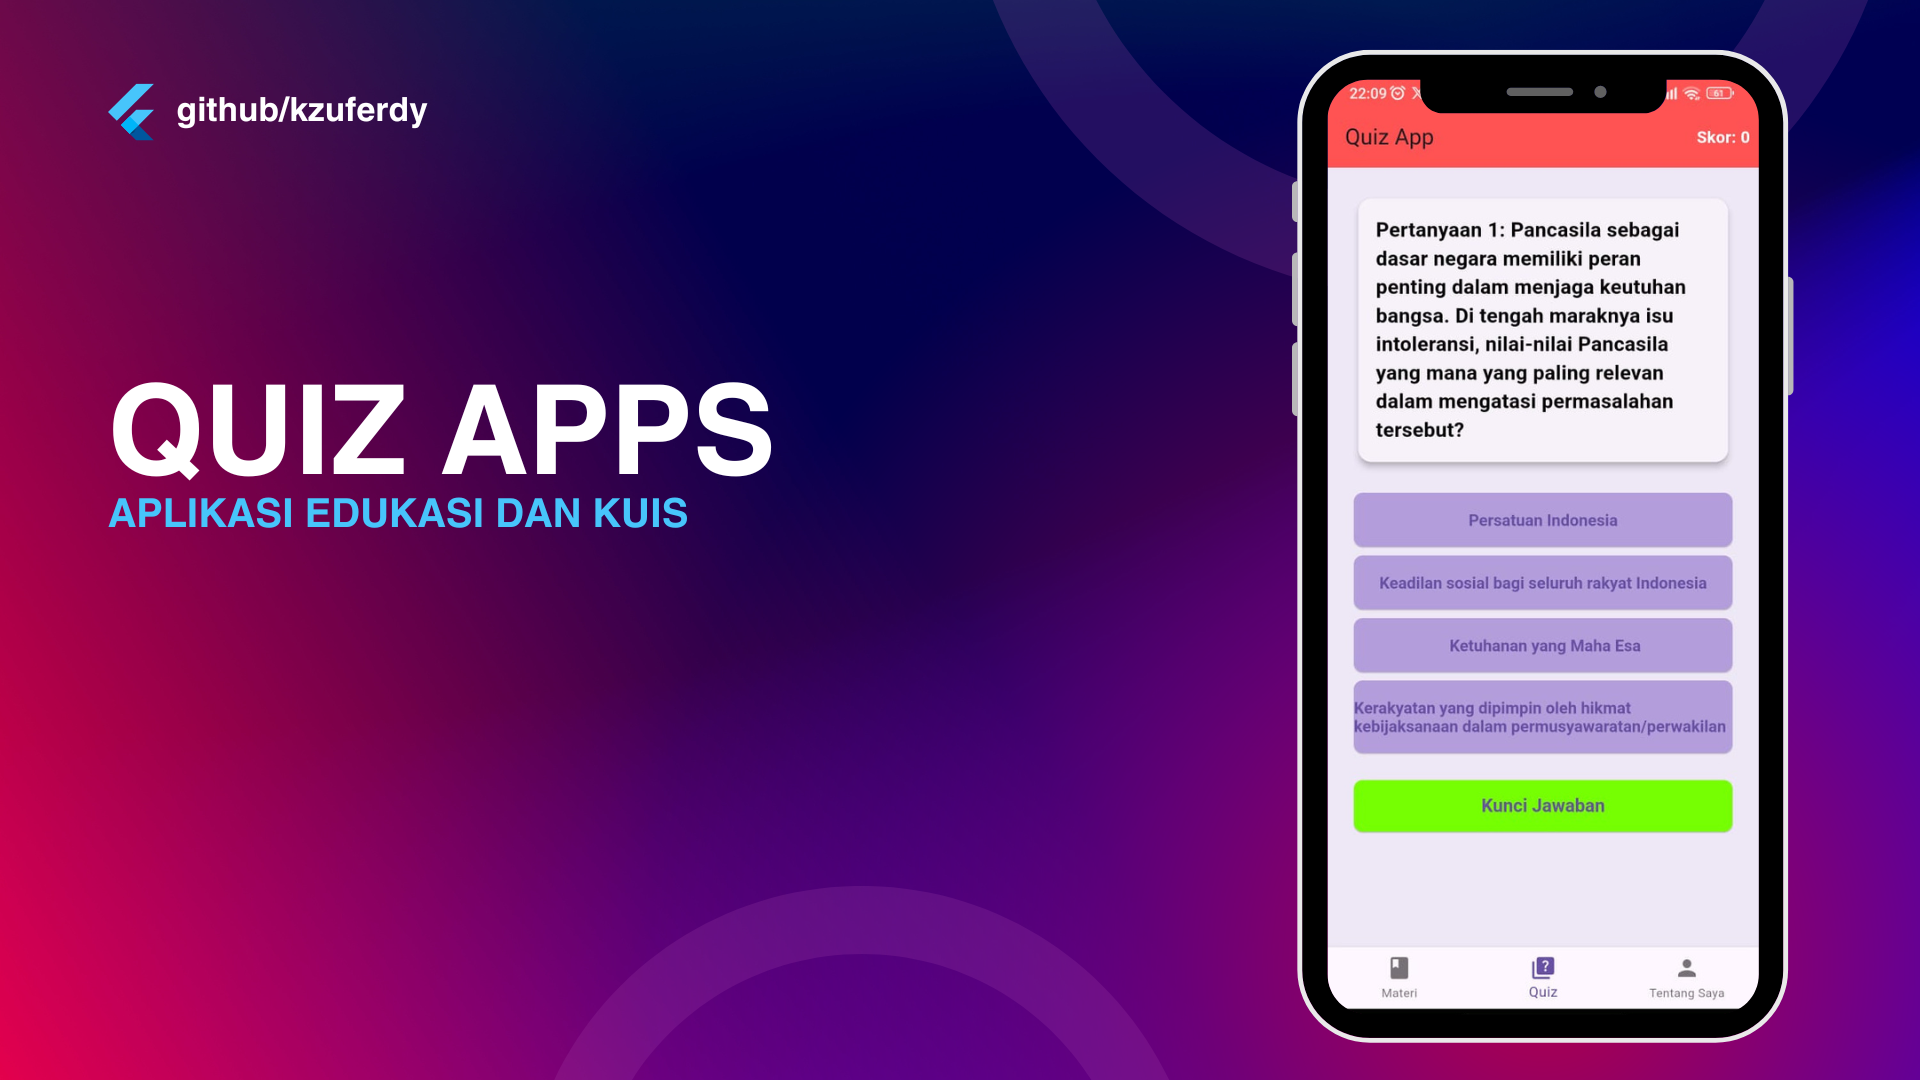 github/kzuferdy
QUIZ APPS
APLIKASI EDUKASI DAN KUIS
22:09
61
Quiz App
Skor: 0
Pertanyaan 1: Pancasila sebagai
dasar negara memiliki peran
penting dalam menjaga keutuhan
bangsa. Di tengah maraknya isu
intoleransi, nilai-nilai Pancasila
yang mana yang paling relevan
dalam mengatasi permasalahan
tersebut?
Persatuan Indonesia
Keadilan sosial bagi seluruh rakyat Indonesia
Ketuhanan yang Maha Esa
Kerakyatan yang dipimpin oleh hikmat
kebijaksanaan dalam permusyawaratan/perwakilan
Kunci Jawaban
Materi
Quiz
Tentang Saya